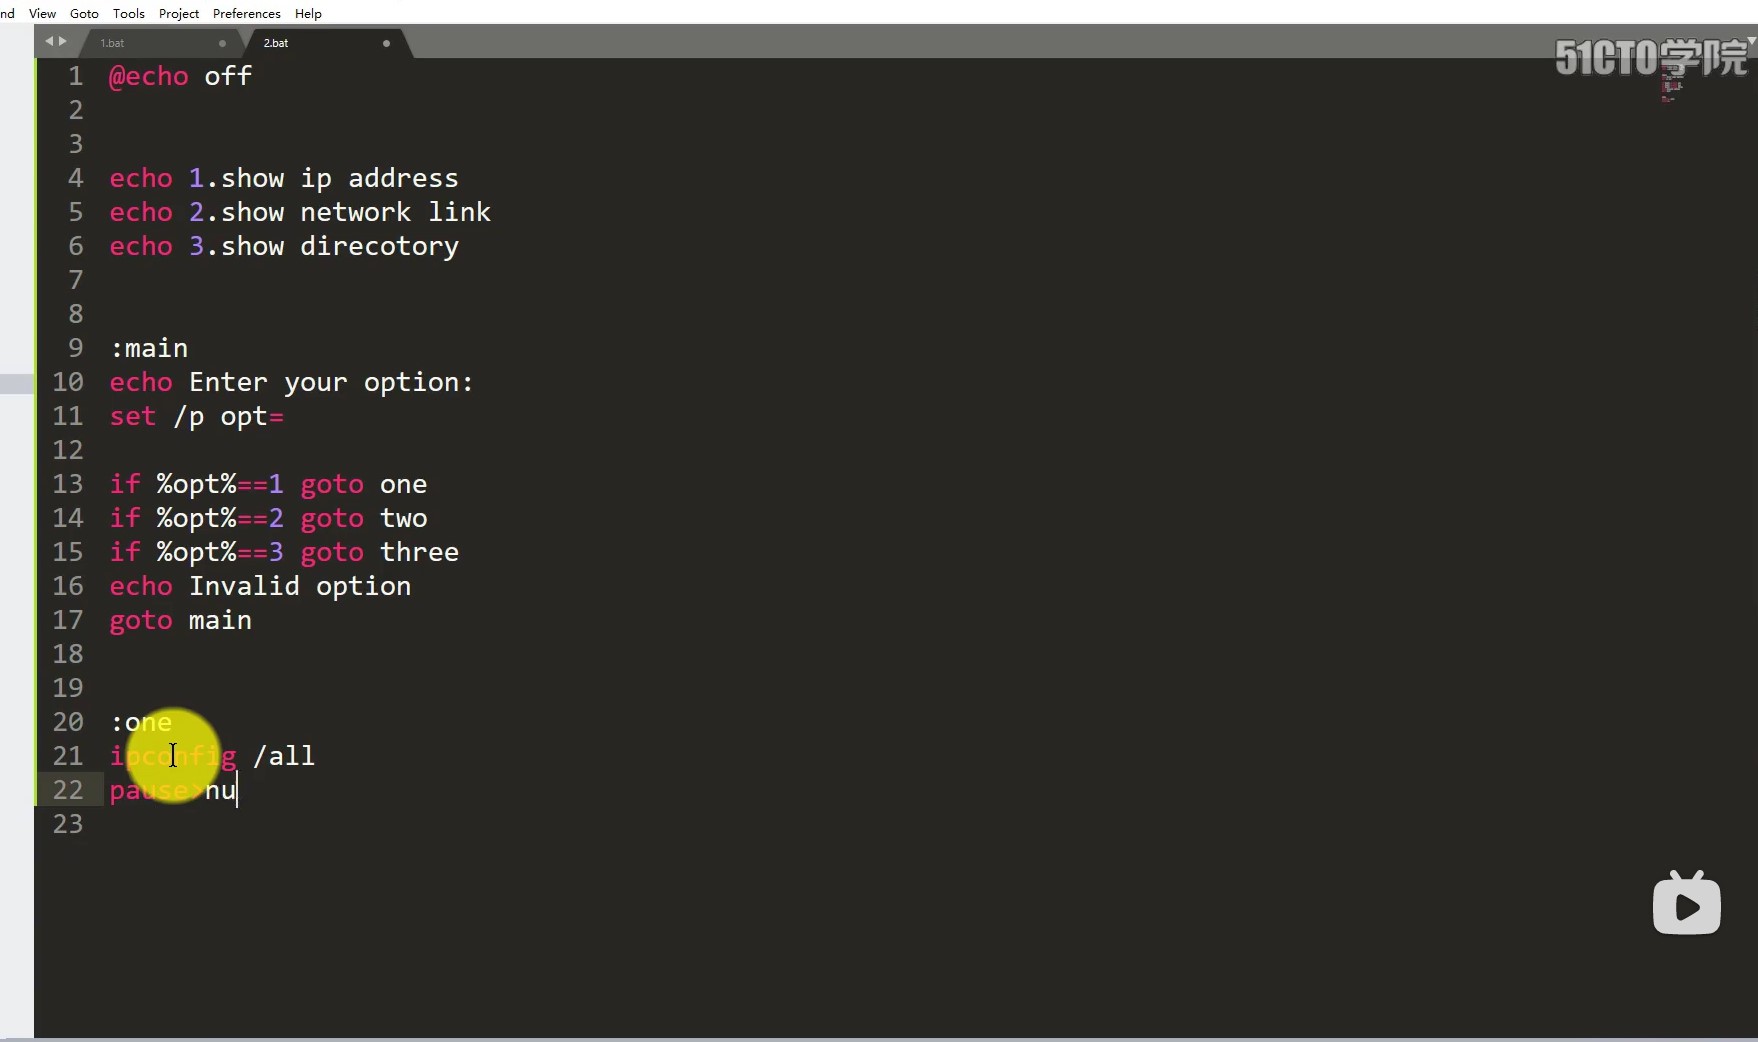 nd View Goto Tools Project Preferences Help
1.bat 2.bat
51CTO学院
1 @echo off
2
3
4 echo 1.show ip address
5 echo 2.show network link
6 echo 3.show direcotory
7
8
9 :main
10 echo Enter your option:
11 set /p opt=
12
13 if %opt%==1 goto one
14 if %opt%==2 goto two
15 if %opt%==3 goto three
16 echo Invalid option
17 goto main
18
19
20 :one
21 ipconfig /all
22 pause>nu
23